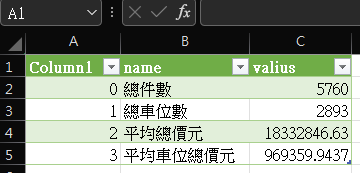 A1
fx
A B C
1 Column1 name valius
2 0 總件數 5760
3 1 總車位數 2893
4 2 平均總價元 18332846.63
5 3 平均車位總價元 969359.9437